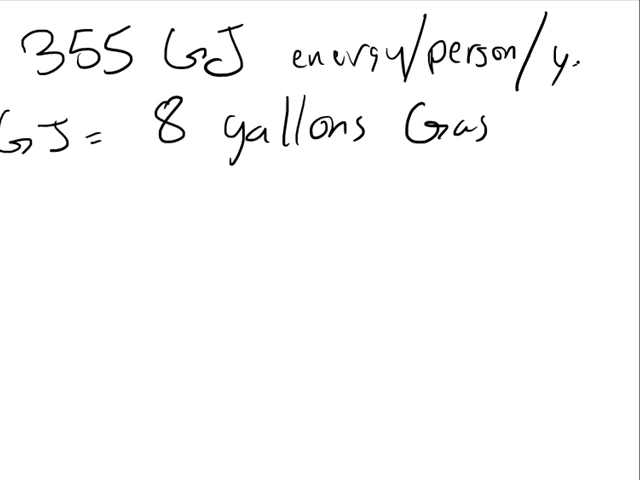 355 GJ energy/person/y.
GJ = 8 gallons Gas